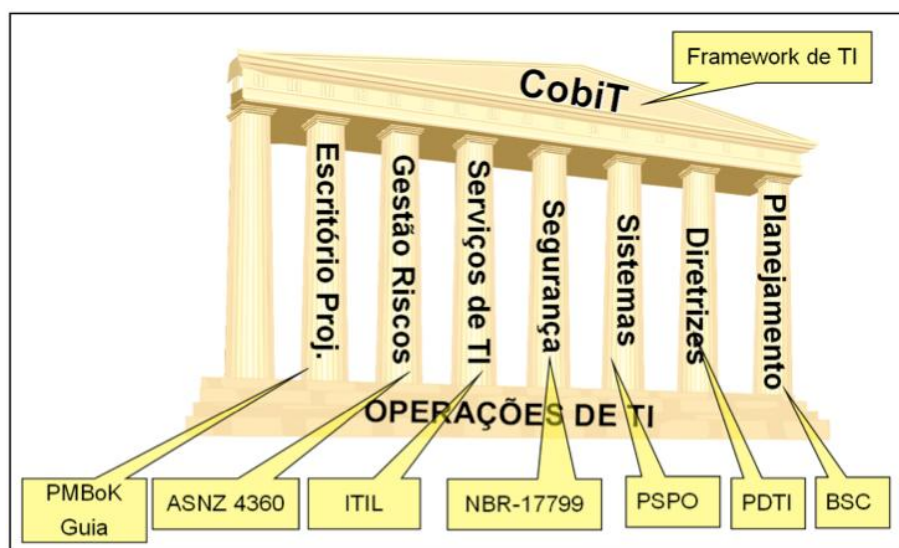 Framework de TI
CobiT
Escritório Proj.
Gestão Riscos
Serviços de TI
Segurança
Sistemas
Diretrizes
Planejamento
OPERAÇÕES DE TI
PMBoK
Guia
ASNZ 4360
ITIL
NBR-17799
PSPO
PDTI
BSC